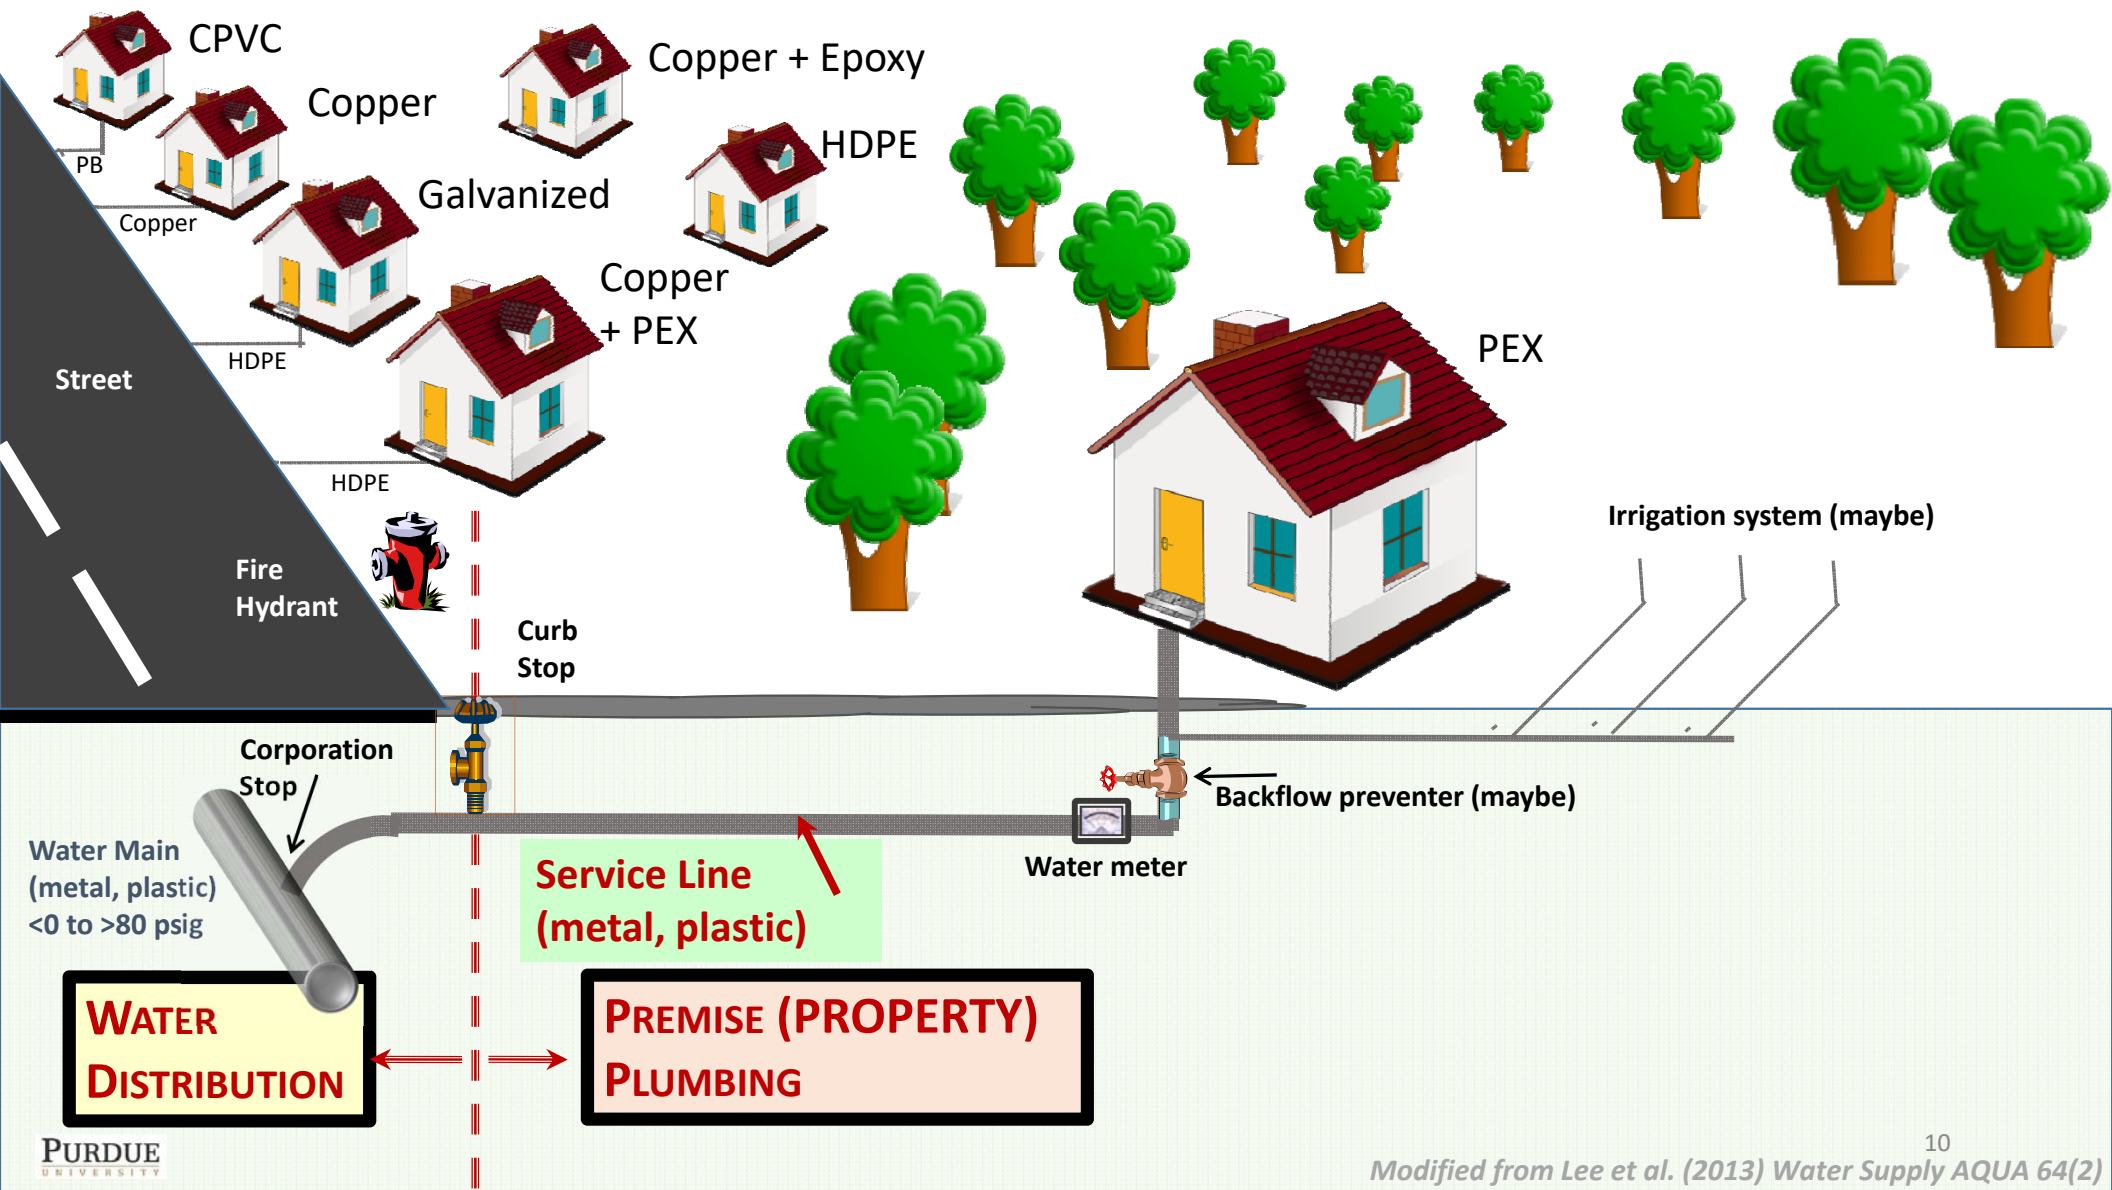 CPVC
Copper + Epoxy
Copper
HDPE
PB
Galvanized
Copper
Copper
+ PEX
PEX
HDPE
Street
HDPE
Irrigation system (maybe)
Fire
Hydrant
Curb
Stop
Corporation
Stop
Backflow preventer (maybe)
Water Main
(metal, plastic)
<0 to >80 psig
Water meter
Service Line
(metal, plastic)
WATER
DISTRIBUTION
PREMISE (PROPERTY)
PLUMBING
PURDUE
UNIVERSITY
10
Modified from Lee et al. (2013) Water Supply AQUA 64(2)